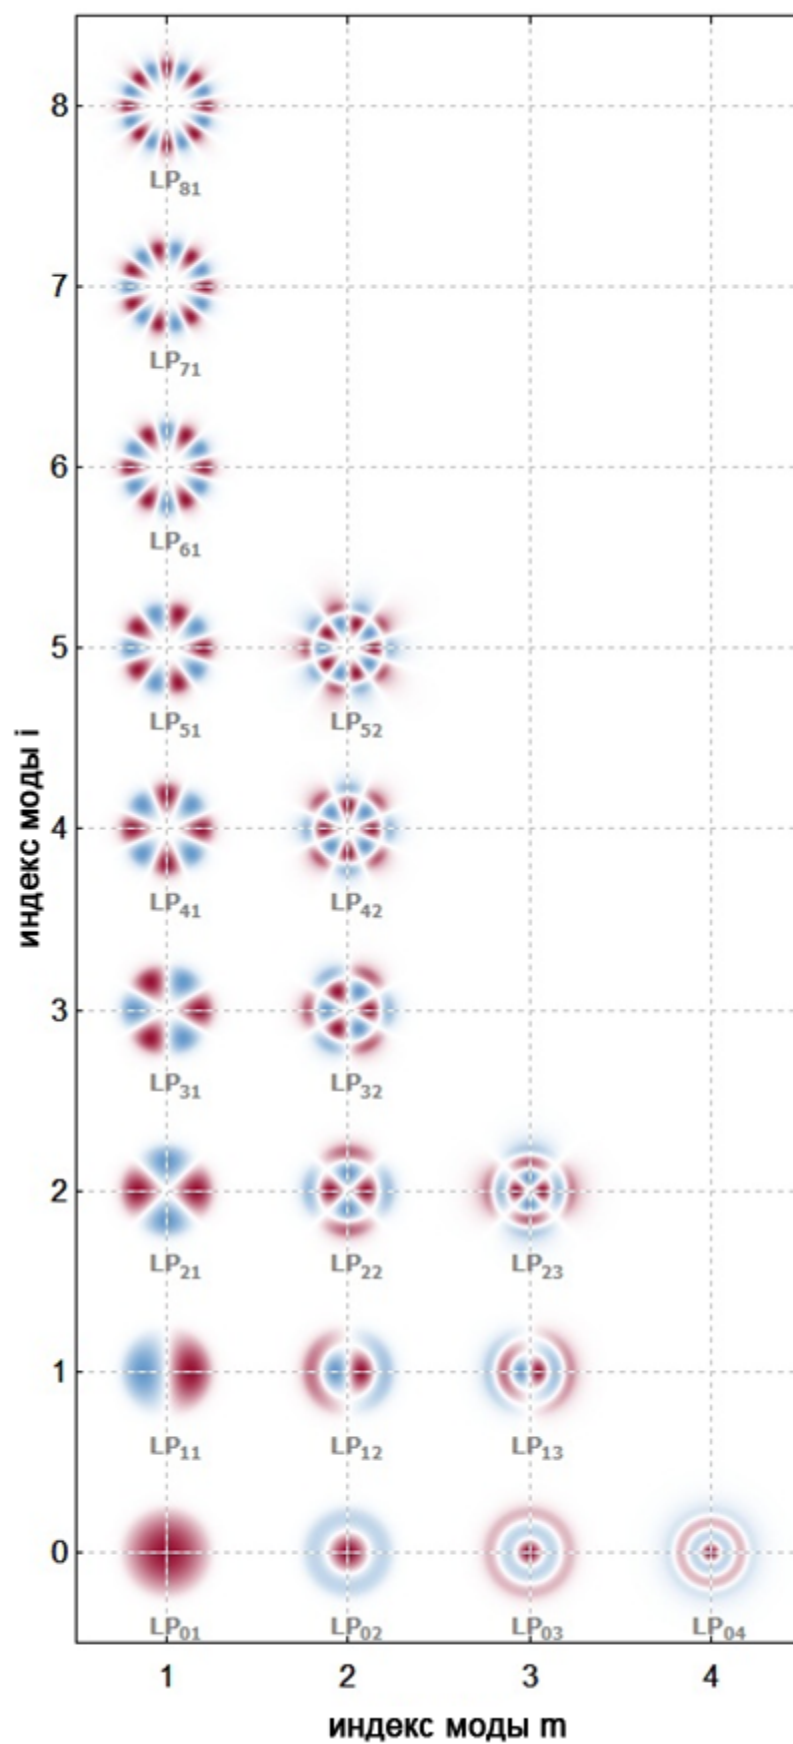 8
LP81
7
LP71
6
LP61
5
LP51 LP52
4
LP41 LP42
3
LP31 LP32
2
LP21 LP22 LP23
1
LP11 LP12 LP13
0
LP01 LP02 LP03 LP04
1 2 3 4
индекс моды i
индекс моды m